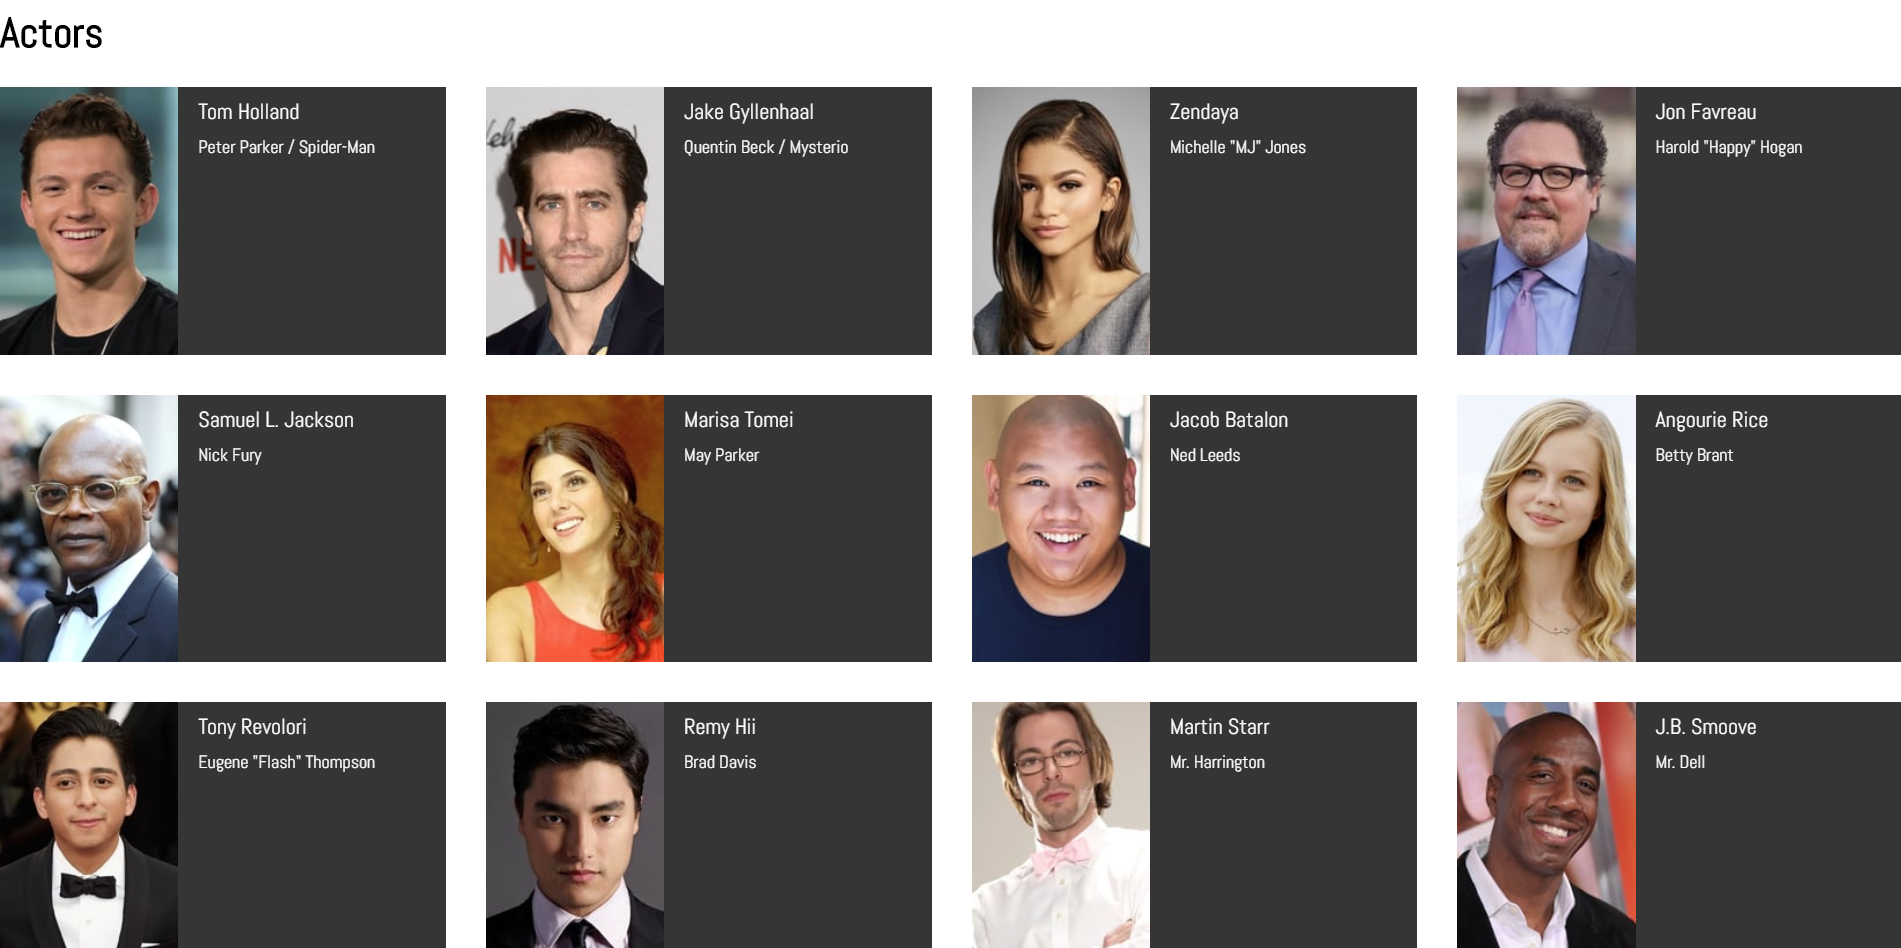 Actors
Tom Holland
Peter Parker / Spider-Man
Jake Gyllenhaal
Quentin Beck / Mysterio
Zendaya
Michelle "MJ" Jones
Jon Favreau
Harold "Happy" Hogan
Samuel L. Jackson
Nick Fury
Marisa Tomei
May Parker
Jacob Batalon
Ned Leeds
Angourie Rice
Betty Brant
Tony Revolori
Eugene "Flash" Thompson
Remy Hii
Brad Davis
Martin Starr
Mr. Harrington
J.B. Smoove
Mr. Dell